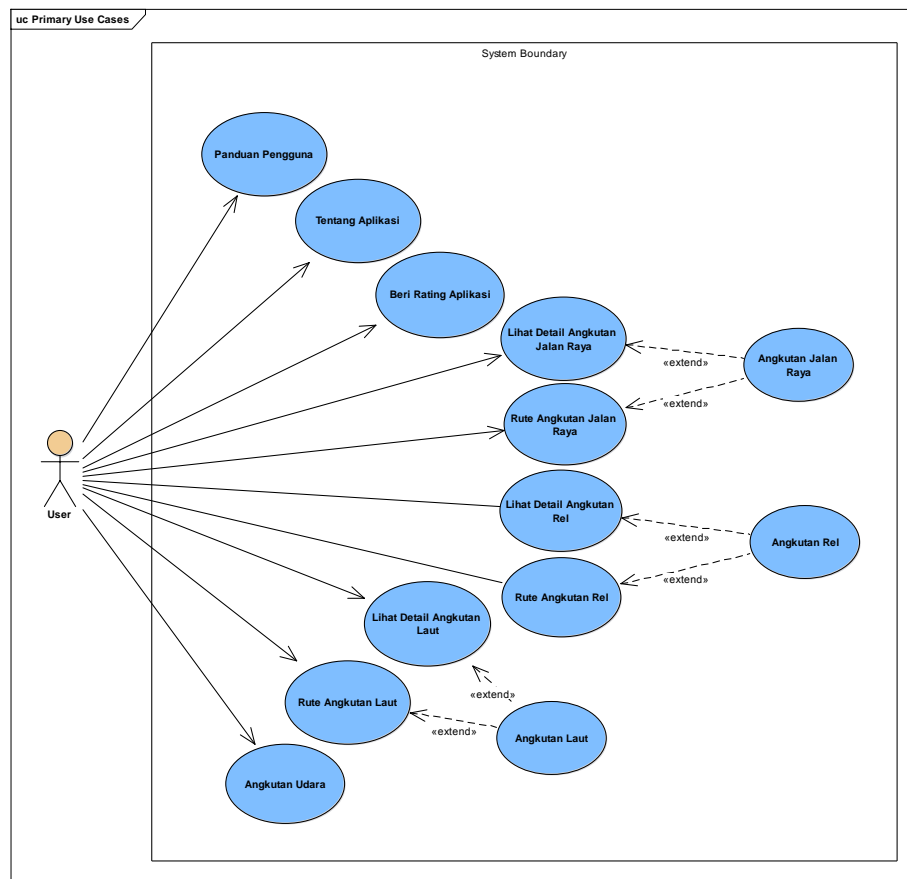 uc Primary Use Cases
System Boundary
Panduan Pengguna
Tentang Aplikasi
Beri Rating Aplikasi
Lihat Detail Angkutan
Jalan Raya
Angkutan Jalan
Raya
«extend»
«extend»
Rute Angkutan Jalan
Raya
User
Lihat Detail Angkutan
Rel
«extend»
Angkutan Rel
«extend»
Rute Angkutan Rel
Lihat Detail Angkutan
Laut
«extend»
Rute Angkutan Laut
«extend»
Angkutan Laut
Angkutan Udara